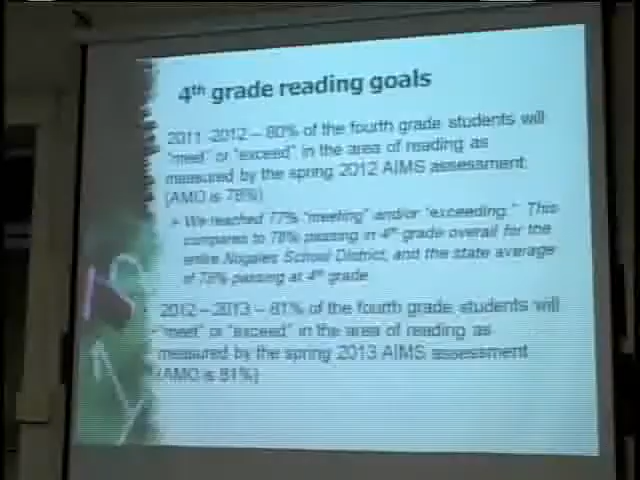 4th grade reading goals
2011-2012 – 80% of the fourth grade students will
"meet" or "exceed" in the area of reading as
measured by the spring 2012 AIMS assessment
(AMO is 78%)
We reached 77% "meeting" and/or "exceeding." This
compares to 78% passing in 4th grade overall for the
entire Nogales School District, and the state average
of 78% passing at 4th grade
2012-2013 – 81% of the fourth grade students will
"meet" or "exceed" in the area of reading as
measured by the spring 2013 AIMS assessment
(AMO is 81%)